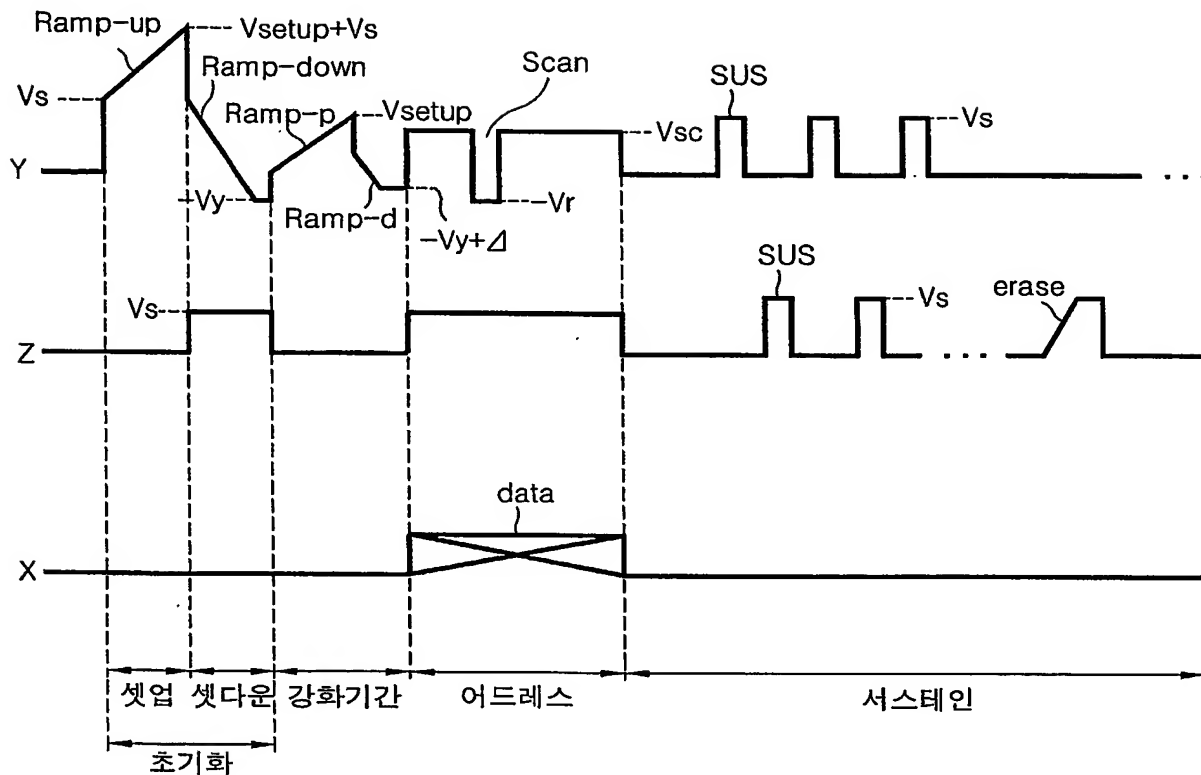 Ramp-up
Vsetup+Vs
Ramp-down
Scan
SUS
Vs
Ramp-p
Vsetup
Vsc
Vs
Y
-Vy
Ramp-d
-Vr
-Vy+⊿
SUS
Vs
Vs
erase
Z
data
X
셋업
셋다운
강화기간
어드레스
서스테인
초기화